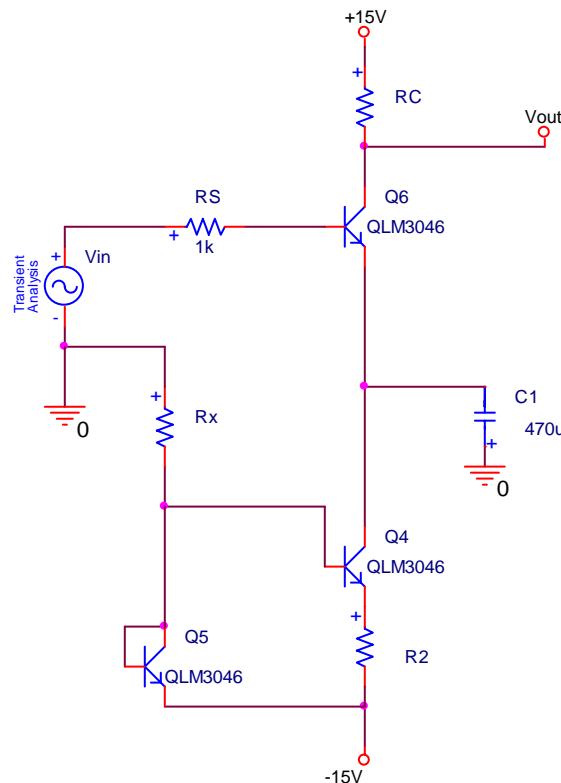 +15V
RC
Vout
RS
Q6
QLM3046
1k
+
Vin
Transient
Analysis
-
+
+
+
0
Rx
C1
470u
+
0
Q4
QLM3046
+
Q5
R2
QLM3046
-15V